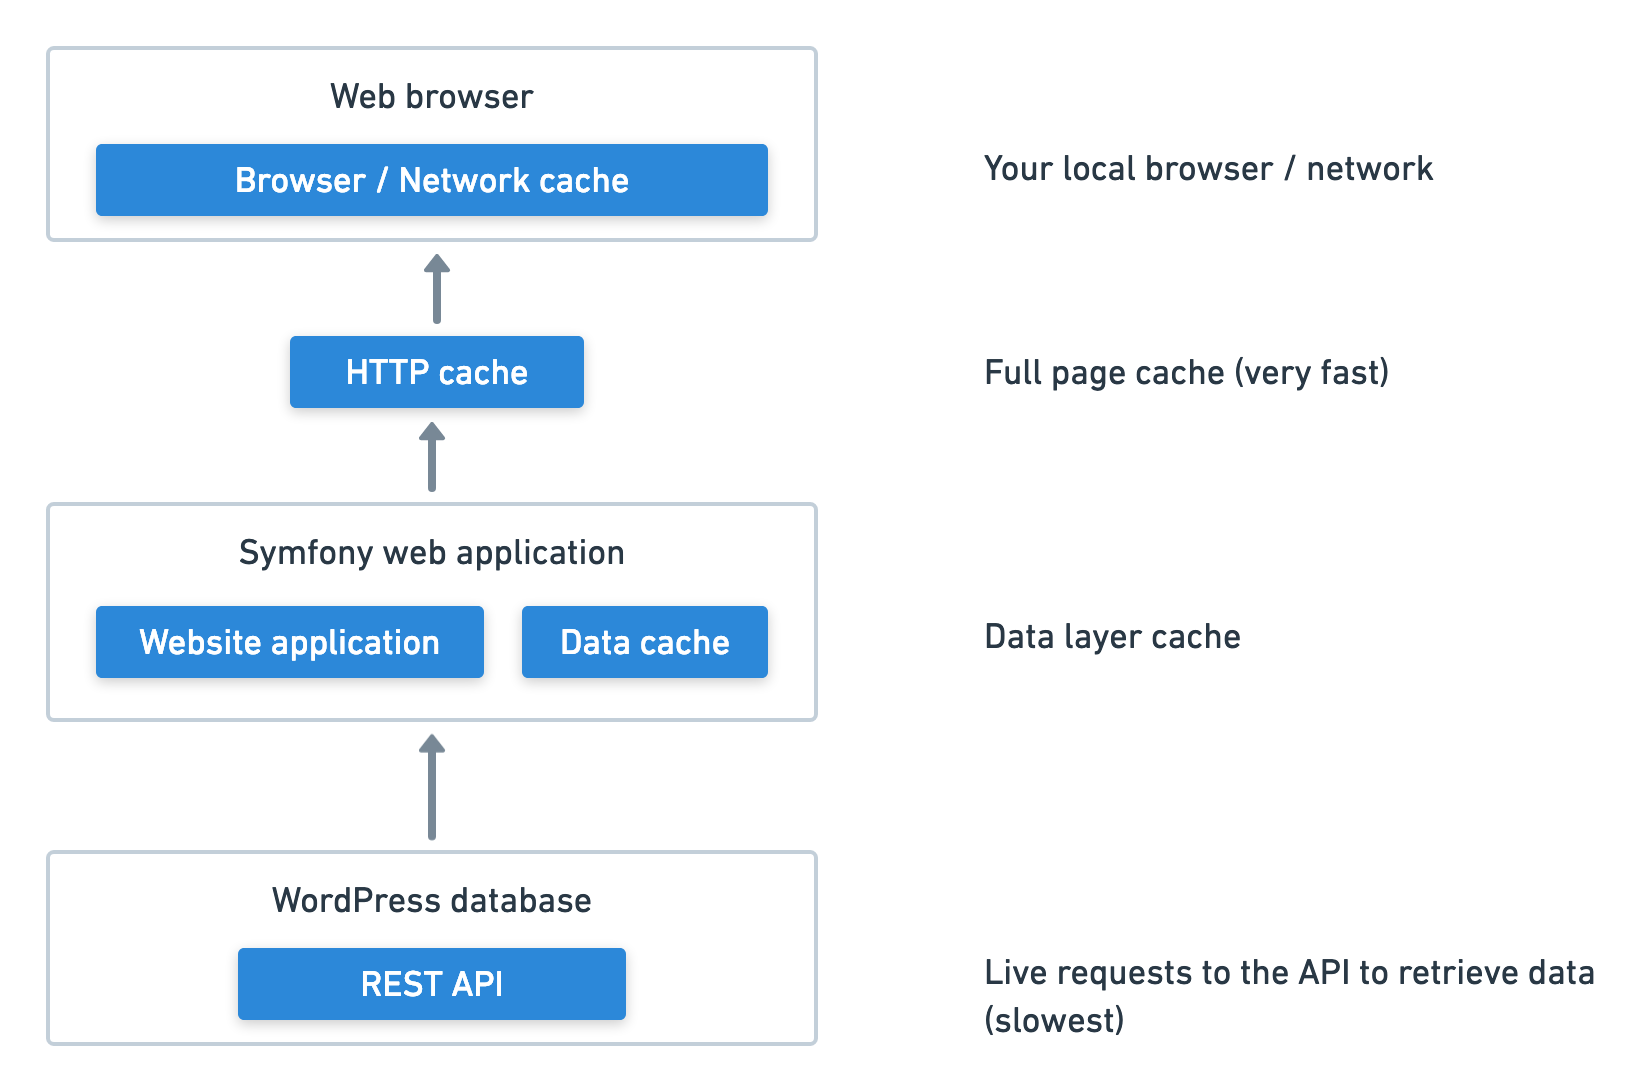 Web browser
Browser / Network cache
Your local browser / network
HTTP cache
Full page cache (very fast)
Symfony web application
Website application
Data cache
Data layer cache
WordPress database
REST API
Live requests to the API to retrieve data
(slowest)